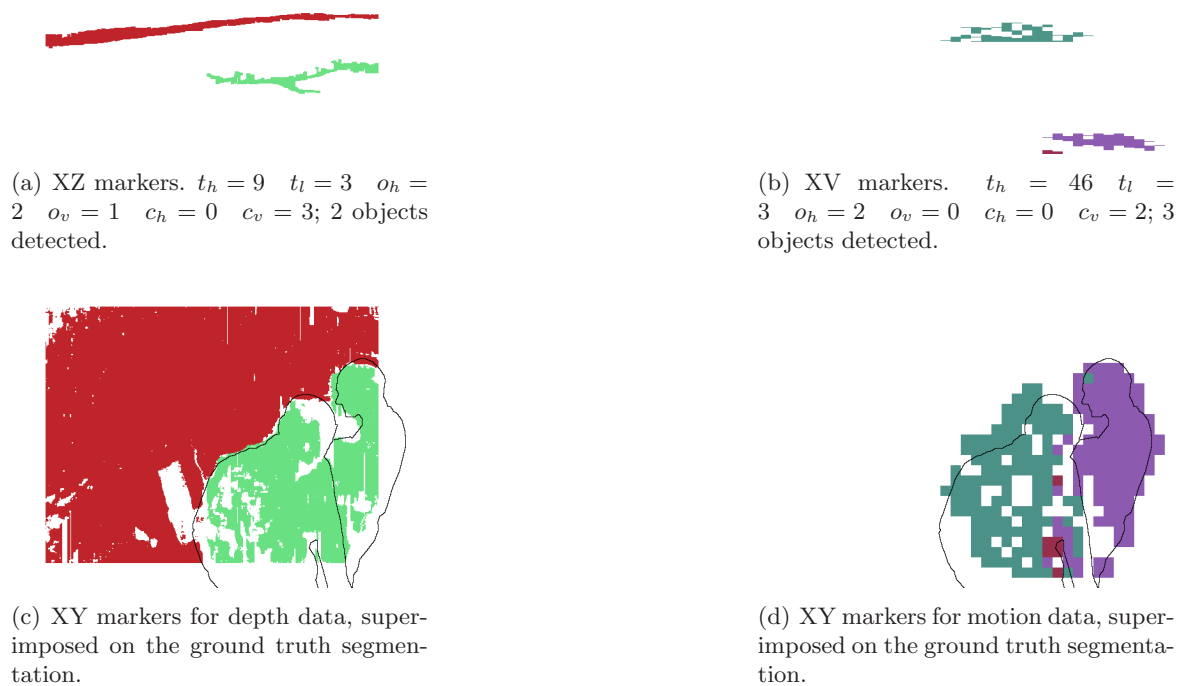 (a) XZ markers. t_h = 9 t_l = 3 o_h =
2 o_v = 1 c_h = 0 c_v = 3; 2 objects
detected.
(b) XV markers. t_h = 46 t_l =
3 o_h = 2 o_v = 0 c_h = 0 c_v = 2; 3
objects detected.
(c) XY markers for depth data, super-
imposed on the ground truth segmen-
tation.
(d) XY markers for motion data, super-
imposed on the ground truth segmenta-
tion.